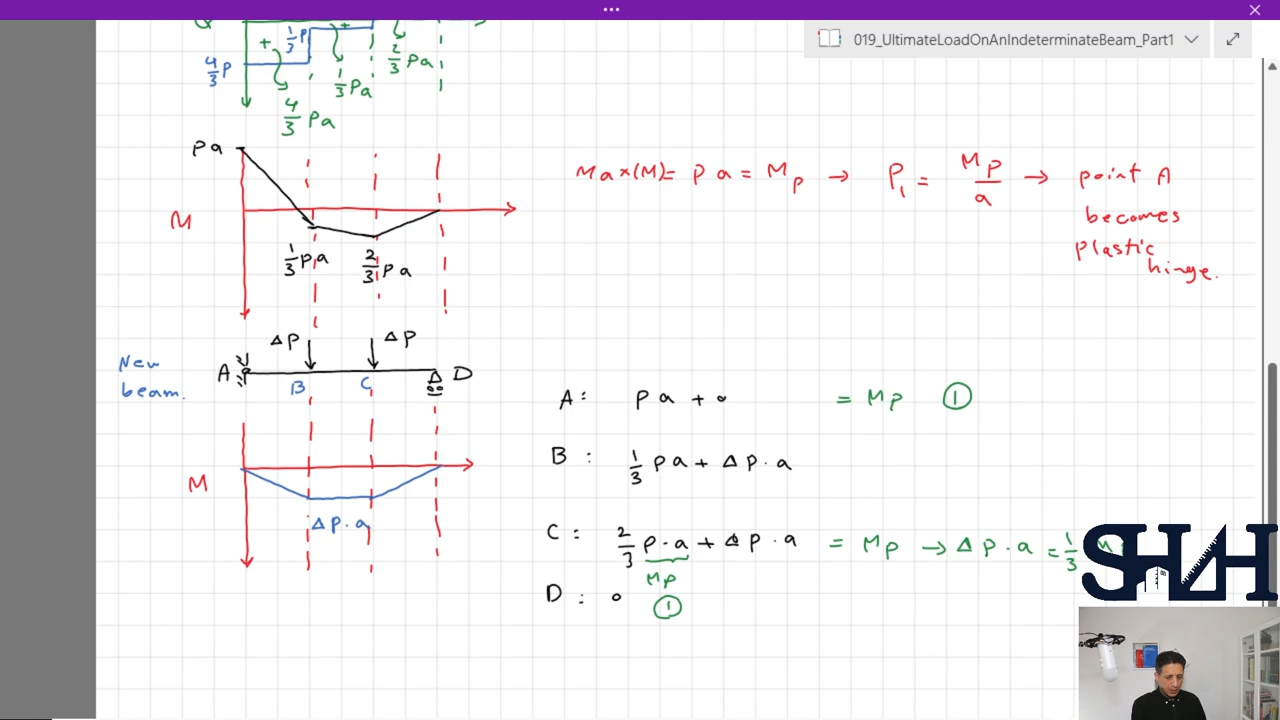 •••
019_UltimateLoadOnAnIndeterminateBeam_Part1
+ 1/3 P +
4/3 P
2/3 Pa
1/3 Pa
4/3 Pa
Pa
Max(M) = Pa = Mp → P1 = Mp/a → point A
becomes
plastic
hinge.
M
1/3 Pa 2/3 Pa
ΔP ΔP
New
beam.
A B C D
A: Pa + 0 = Mp ①
B: 1/3 Pa + ΔP·a
M
ΔP·a
C: 2/3 P·a + ΔP·a = Mp → ΔP·a = 1/3
Mp
D: 0 ①
SHZH